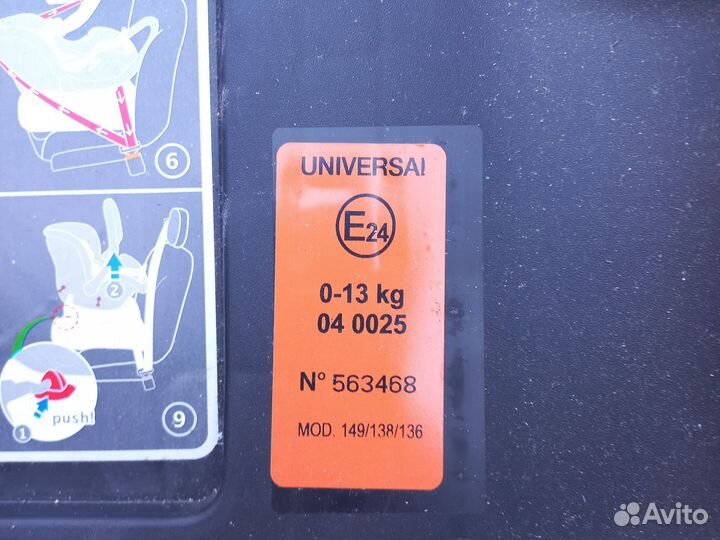 6
2
1
push!
9
UNIVERSAL
E24
0-13 kg
04 0025
N° 563468
MOD. 149/138/136
Avito